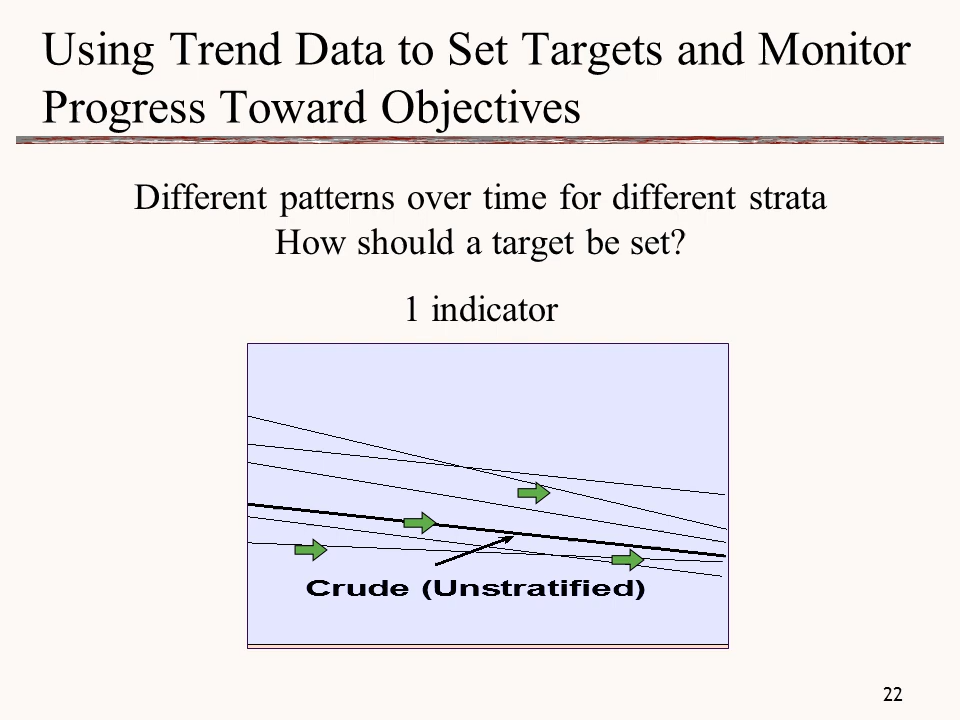 Using Trend Data to Set Targets and Monitor
Progress Toward Objectives
Different patterns over time for different strata
How should a target be set?
1 indicator
Crude (Unstratified)
22